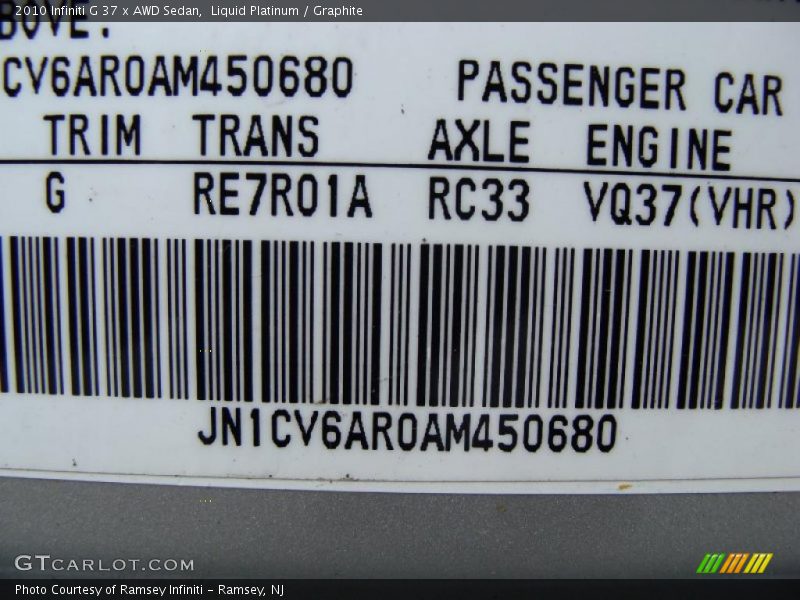 2010 Infiniti G 37 x AWD Sedan,  Liquid Platinum / Graphite
BOVE.
CV6AR0AM450680 PASSENGER CAR
TRIM TRANS AXLE ENGINE
G RE7R01A RC33 VQ37(VHR)
JN1CV6AR0AM450680
GTCARLOT.COM
Photo Courtesy of Ramsey Infiniti - Ramsey, NJ